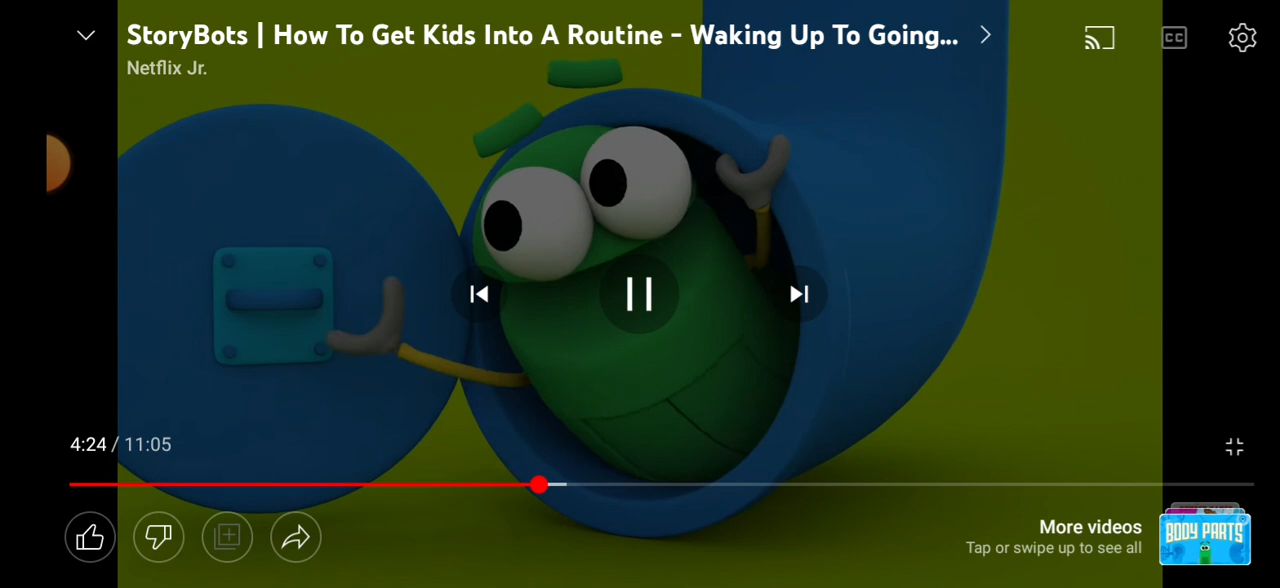 StoryBots | How To Get Kids Into A Routine - Waking Up To Going...
Netflix Jr.
CC
4:24 / 11:05
More videos
Tap or swipe up to see all
BODY PARTS